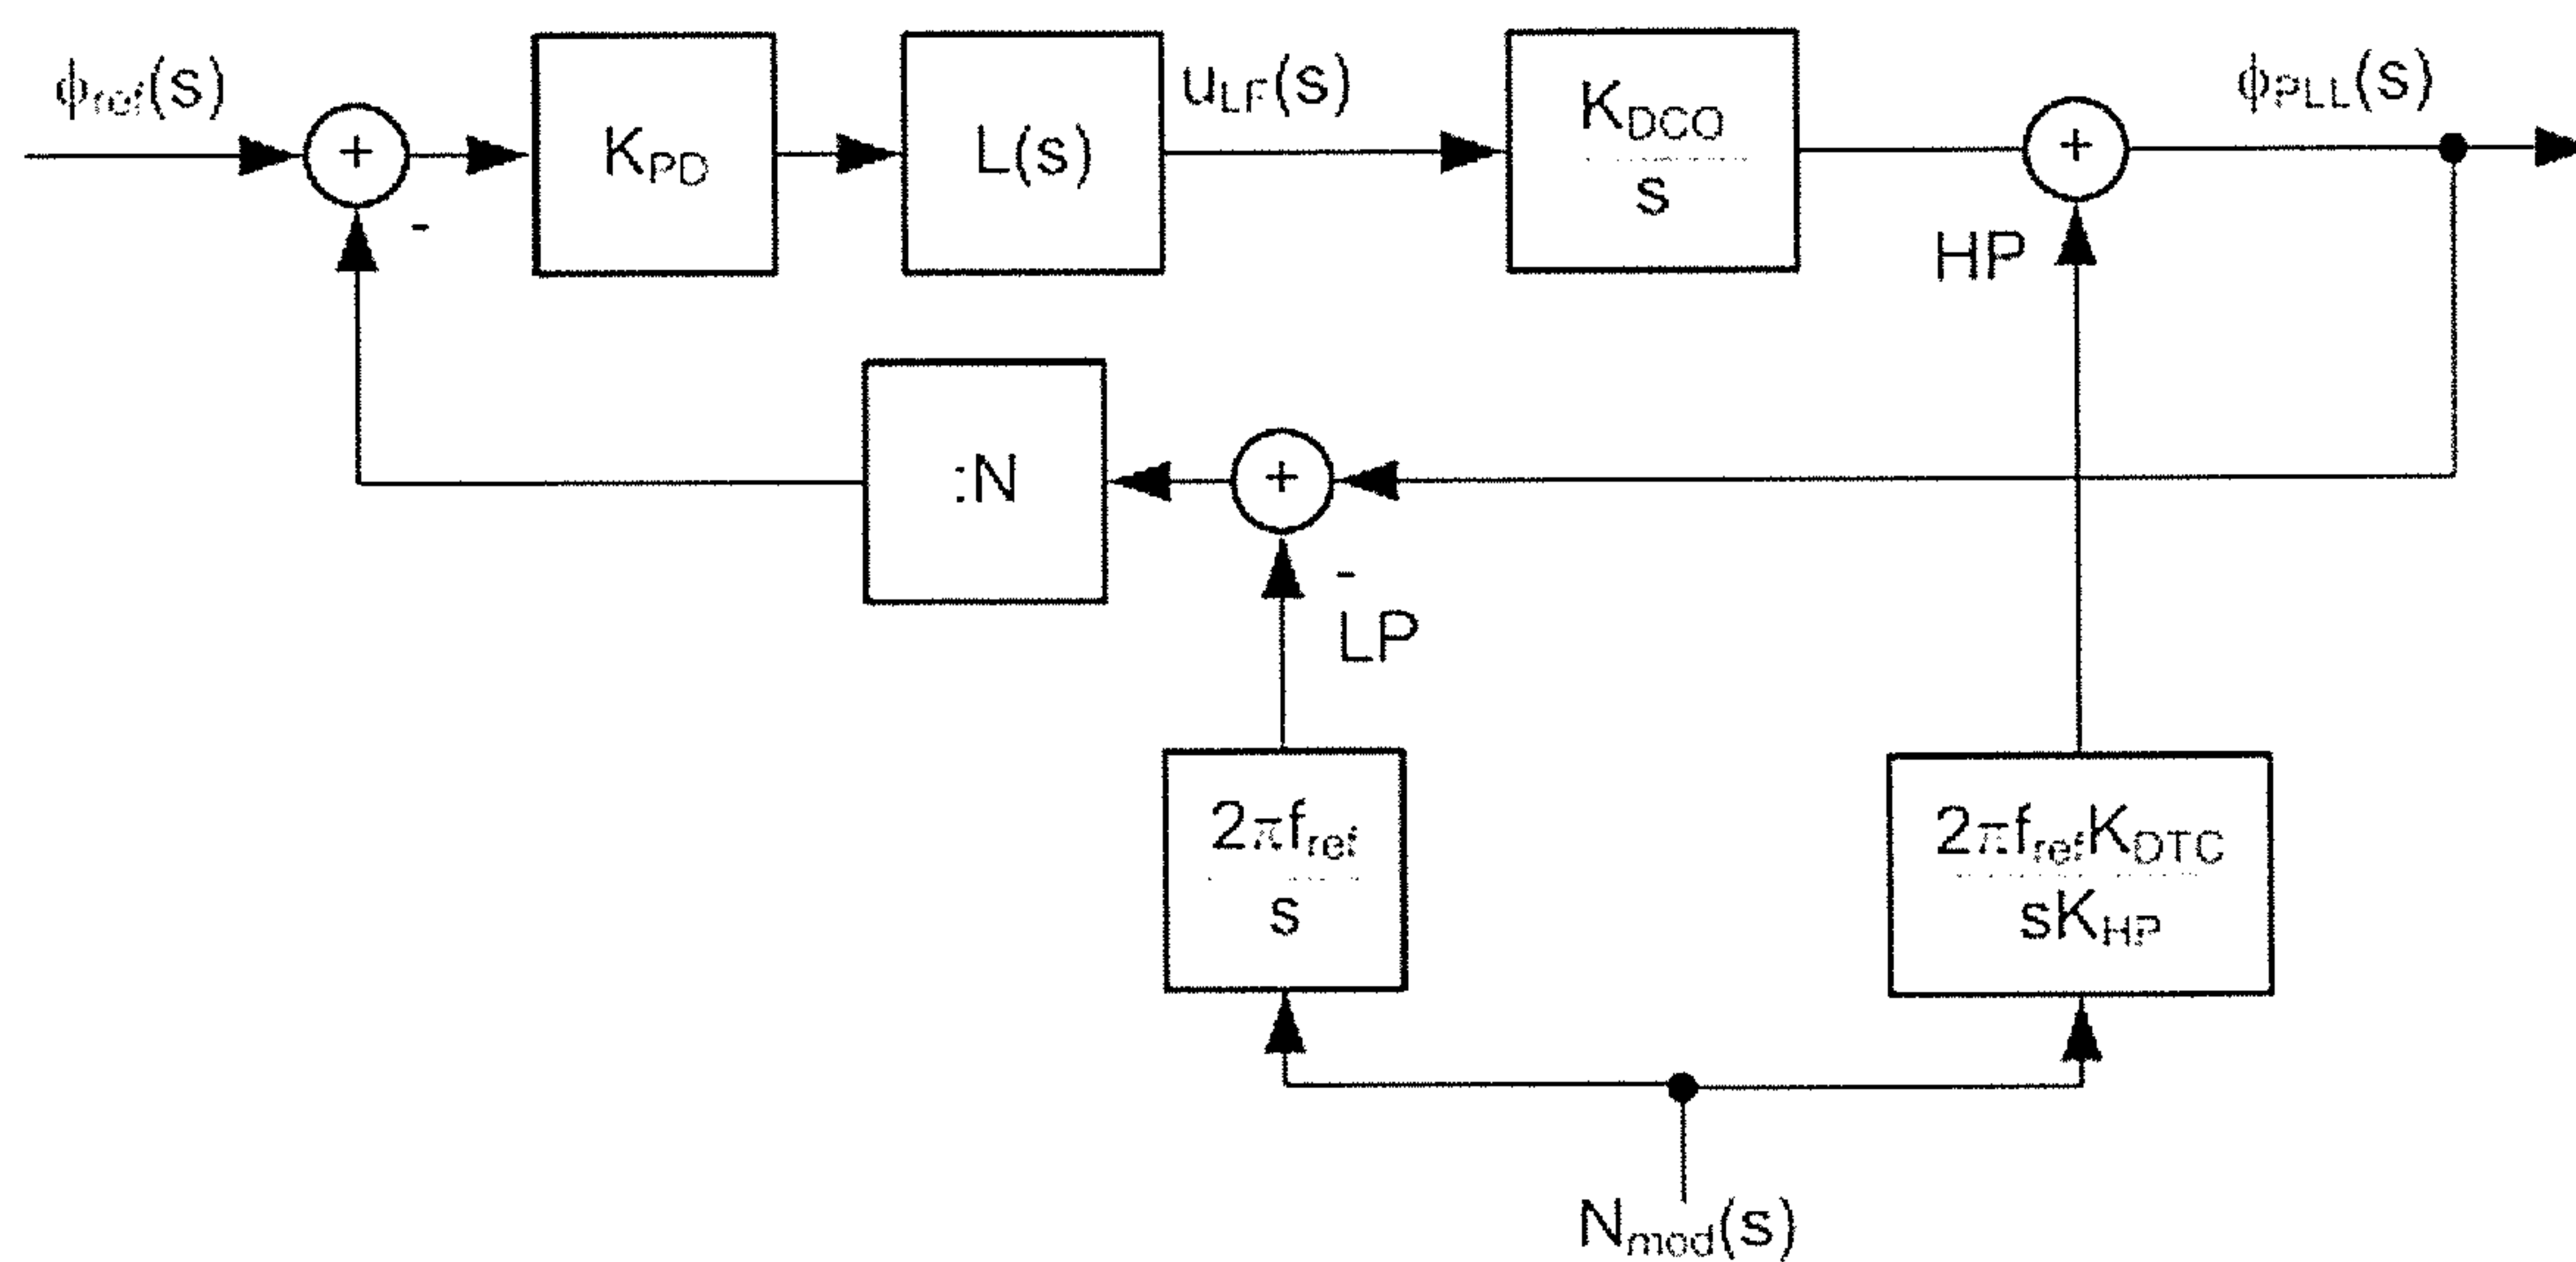 ϕref(s)
+
-
KPD
L(s)
uLF(s)
KDCO
s
+
HP
ϕPLL(s)
:N
+
-
LP
2πfref
s
2πfrefKDTC
sKHP
Nmod(s)